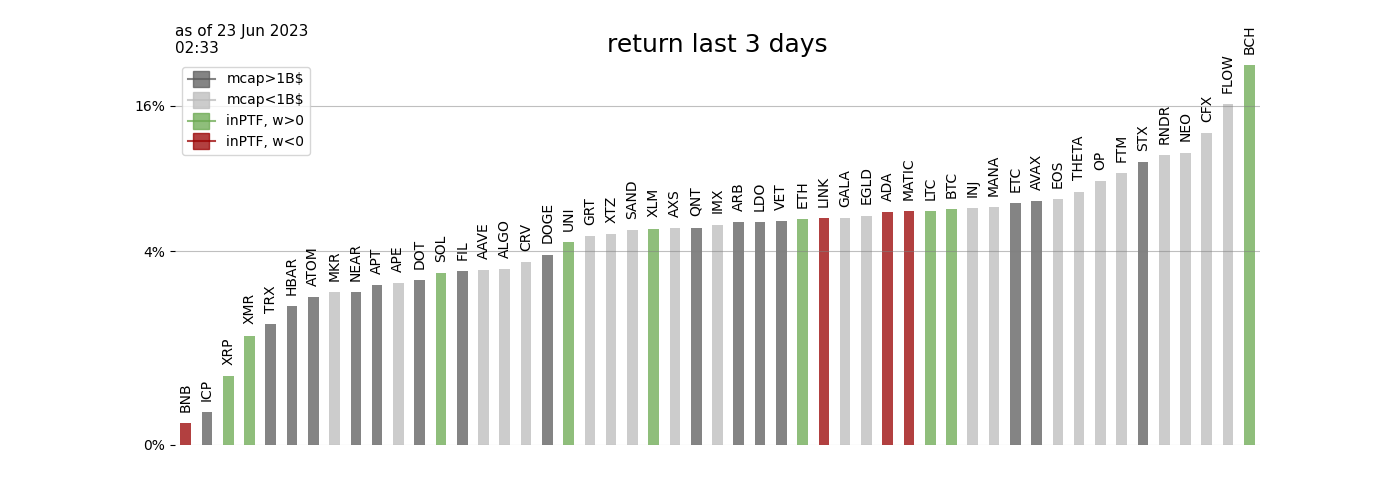 as of 23 Jun 2023
02:33
return last 3 days
mcap>1B$
mcap<1B$
inPTF, w>0
inPTF, w<0
16%
4%
0%
BNB
ICP
XRP
XMR
TRX
HBAR
ATOM
MKR
NEAR
APT
APE
DOT
SOL
FIL
AAVE
ALGO
CRV
DOGE
UNI
GRT
XTZ
SAND
XLM
AXS
QNT
IMX
ARB
LDO
VET
ETH
LINK
GALA
EGLD
ADA
MATIC
LTC
BTC
INJ
MANA
ETC
AVAX
EOS
THETA
OP
FTM
STX
RNDR
NEO
CFX
FLOW
BCH